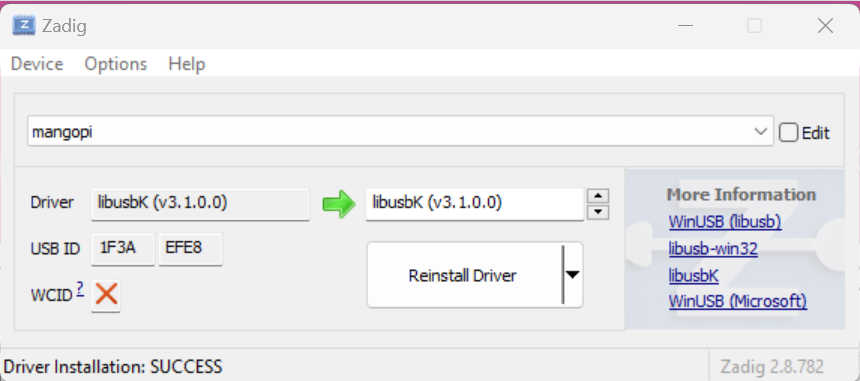 Zadig
Device Options Help
mangopi
Edit
Driver libusbK (v3.1.0.0) libusbK (v3.1.0.0)
USB ID 1F3A EFE8
WCID ?
Reinstall Driver
More Information
WinUSB (libusb)
libusb-win32
libusbK
WinUSB (Microsoft)
Driver Installation: SUCCESS
Zadig 2.8.782